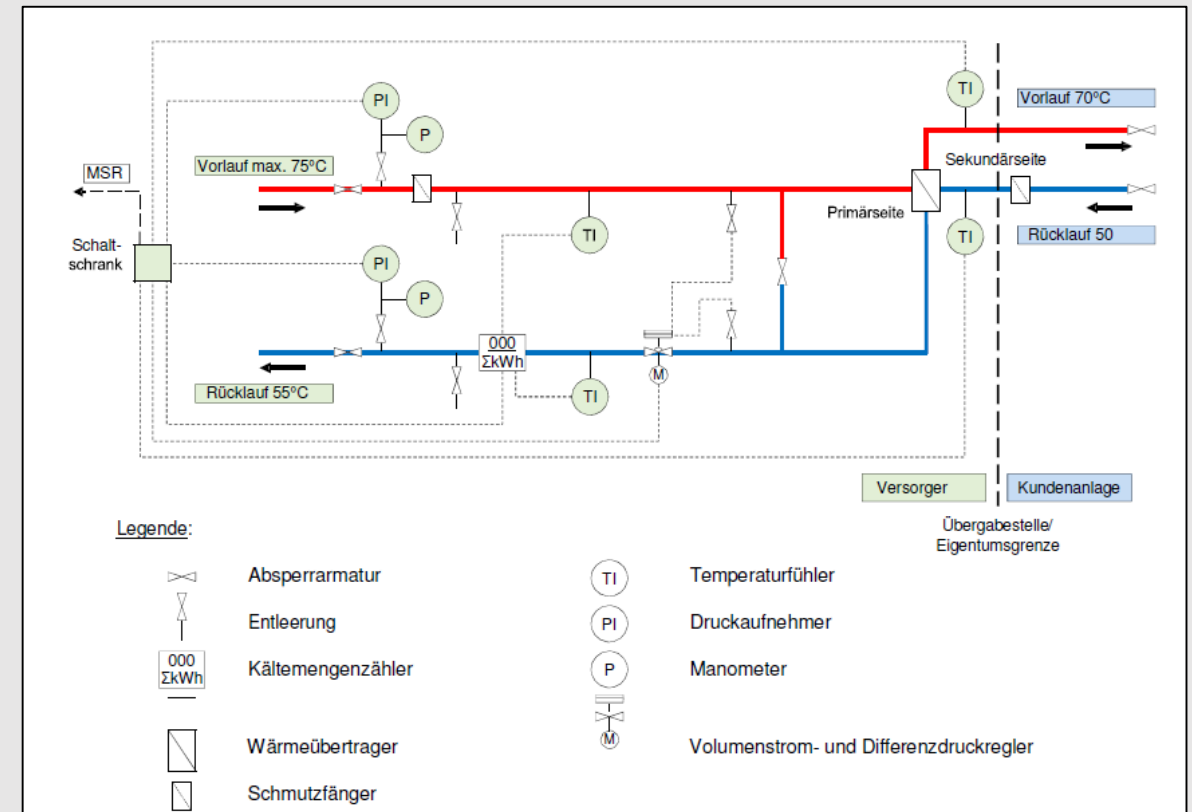 TI
Vorlauf 70°C
PI
P
Vorlauf max. 75°C
MSR
Sekundärseite
Primärseite
TI
TI
Rücklauf 50
Schalt-
schrank
PI
P
000
ΣkWh
M
Rücklauf 55°C
TI
Versorger
Kundenanlage
Übergabestelle/
Eigentumsgrenze
Legende:
Absperrarmatur
TI
Temperaturfühler
Entleerung
PI
Druckaufnehmer
000
ΣkWh
Kältemengenzähler
P
Manometer
Wärmeübertrager
M
Volumenstrom- und Differenzdruckregler
Schmutzfänger